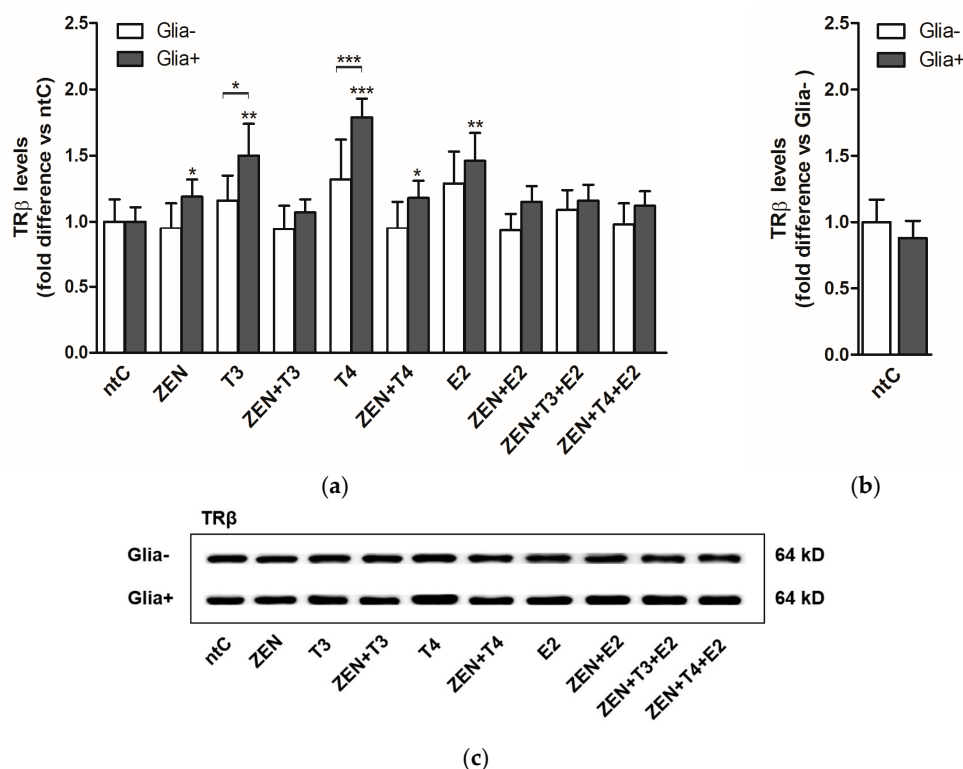 2.5
2.0
1.5
1.0
0.5
0.0
TRβ levels
(fold difference vs ntC)
Glia-
Glia+
*
*
**
***
***
*
**
ntC
ZEN
T3
ZEN+T3
T4
ZEN+T4
E2
ZEN+E2
ZEN+T3+E2
ZEN+T4+E2
(a)
2.5
2.0
1.5
1.0
0.5
0.0
TRβ levels
(fold difference vs Glia- )
Glia-
Glia+
ntC
(b)
TRβ
Glia- 64 kD
Glia+ 64 kD
ntC
ZEN
T3
ZEN+T3
T4
ZEN+T4
E2
ZEN+E2
ZEN+T3+E2
ZEN+T4+E2
(c)